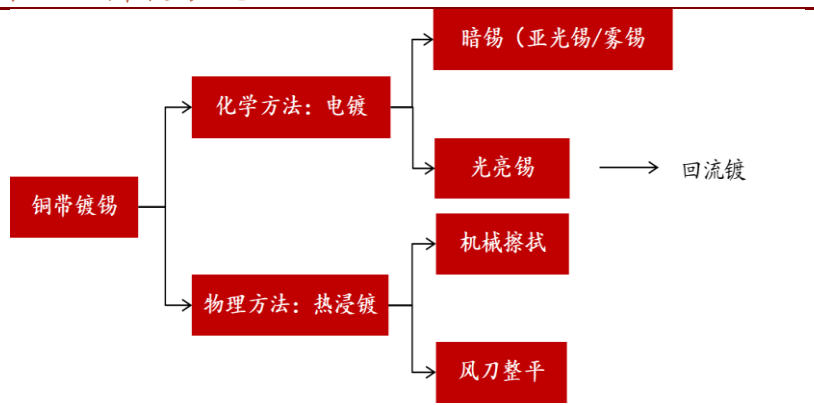 暗锡（亚光锡/雾锡
化学方法：电镀
光亮锡
回流镀
铜带镀锡
机械擦拭
物理方法：热浸镀
风刀整平